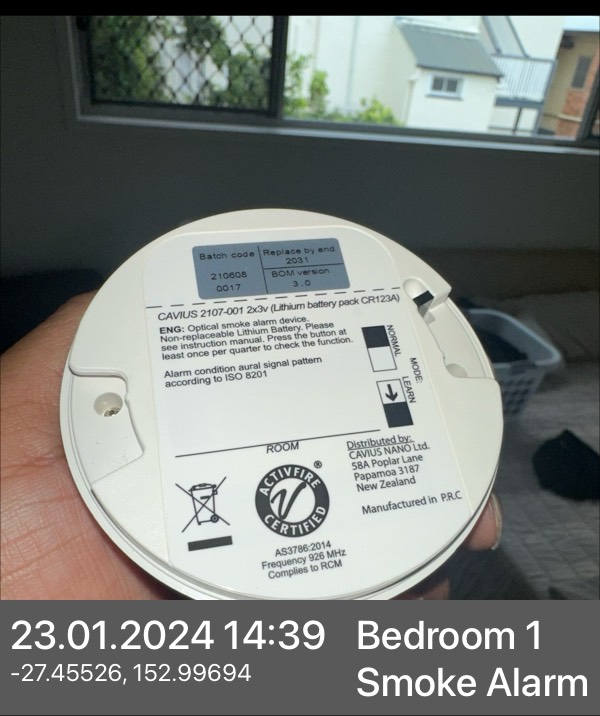 Batch code
210608
0017
Replace by end
2031
BOM version
3.0
CAVIUS 2107-001 2x3v (Lithium battery pack CR123A)
ENG: Optical smoke alarm device.
Non-replaceable Lithium Battery. Please
see instruction manual. Press the button at
least once per quarter to check the function.
Alarm condition aural signal pattern
according to ISO 8201
NORMAL
MODE:
LEARN
ROOM
ACTIVFIRE
®
CERTIFIED
AS3786:2014
Frequency 926 MHz
Complies to RCM
Distributed by:
CAVIUS NANO Ltd.
58A Poplar Lane
Papamoa 3187
New Zealand
Manufactured in P.R.C
23.01.2024 14:39
-27.45526, 152.99694
Bedroom 1
Smoke Alarm